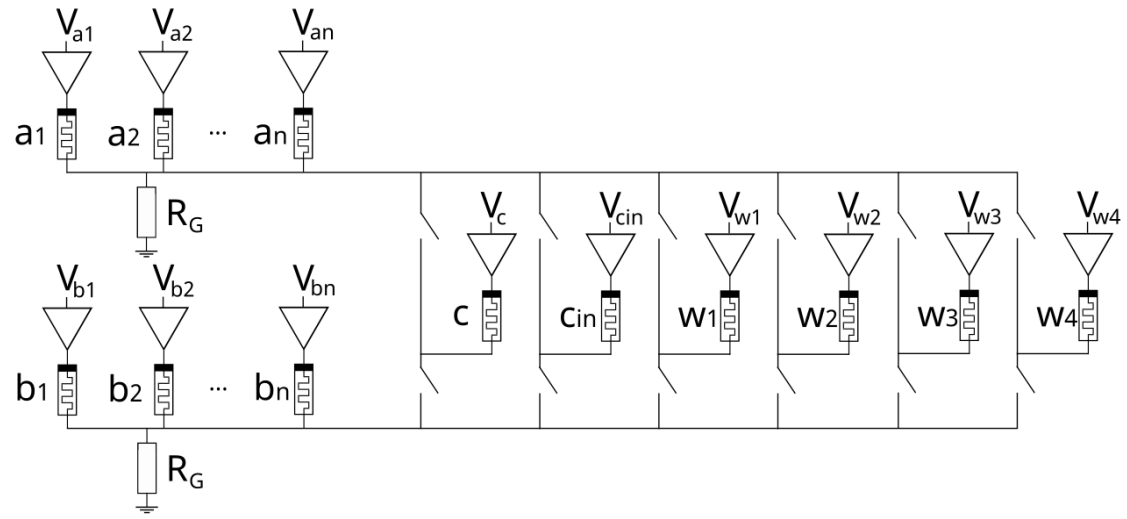 Va1 Va2 Van
a1 a2 ... an
RG
Vc Vcin Vw1 Vw2 Vw3 Vw4
c cin w1 w2 w3 w4
Vb1 Vb2 Vbn
b1 b2 ... bn
RG